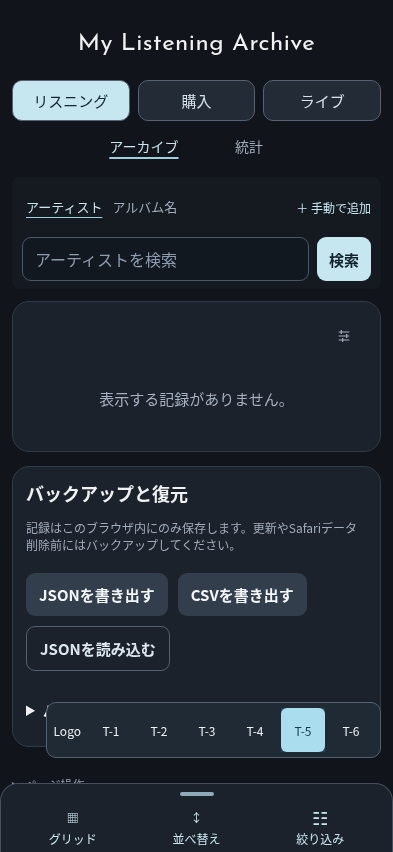 My Listening Archive
リスニング 購入 ライブ
アーカイブ 統計
アーティスト アルバム名 ＋ 手動で追加
アーティストを検索 検索
表示する記録がありません。
バックアップと復元
記録はこのブラウザ内にのみ保存します。更新やSafariデータ
削除前にはバックアップしてください。
JSONを書き出す CSVを書き出す
JSONを読み込む
Logo T-1 T-2 T-3 T-4 T-5 T-6
グリッド 並べ替え 絞り込み